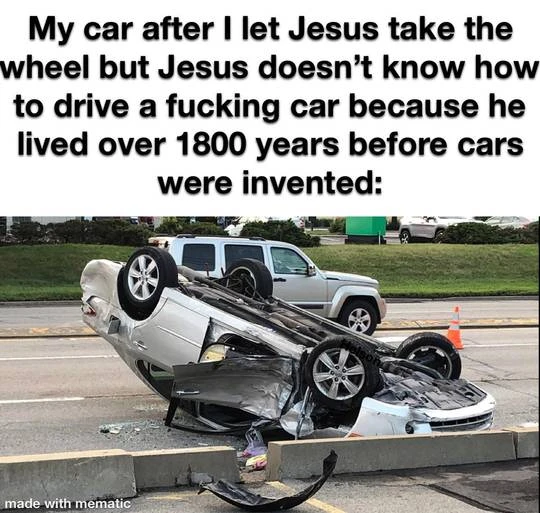 My car after I let Jesus take the
wheel but Jesus doesn’t know how
to drive a fucking car because he
lived over 1800 years before cars
were invented:
made with mematic